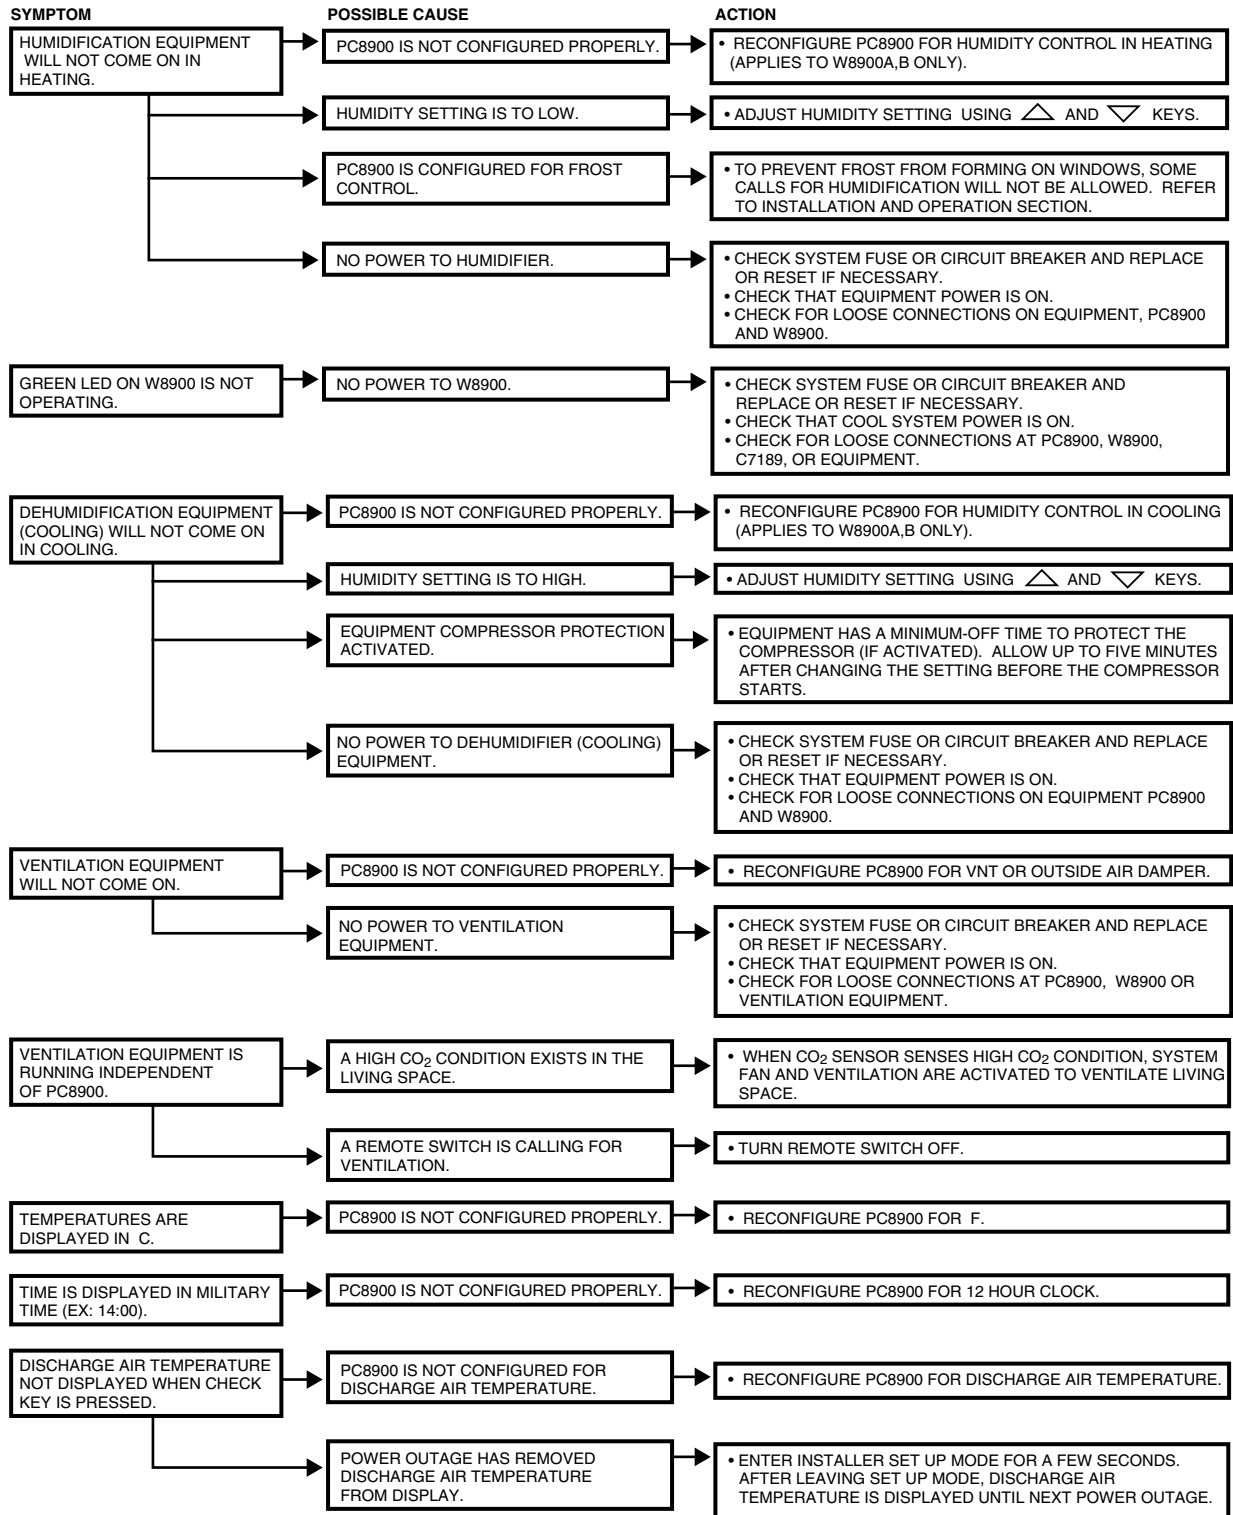 SYMPTOM
POSSIBLE CAUSE
ACTION
HUMIDIFICATION EQUIPMENT
WILL NOT COME ON IN
HEATING.
PC8900 IS NOT CONFIGURED PROPERLY.
• RECONFIGURE PC8900 FOR HUMIDITY CONTROL IN HEATING
(APPLIES TO W8900A,B ONLY).
HUMIDITY SETTING IS TO LOW.
• ADJUST HUMIDITY SETTING USING △ AND ▽ KEYS.
PC8900 IS CONFIGURED FOR FROST
CONTROL.
• TO PREVENT FROST FROM FORMING ON WINDOWS, SOME
CALLS FOR HUMIDIFICATION WILL NOT BE ALLOWED. REFER
TO INSTALLATION AND OPERATION SECTION.
NO POWER TO HUMIDIFIER.
• CHECK SYSTEM FUSE OR CIRCUIT BREAKER AND REPLACE
OR RESET IF NECESSARY.
• CHECK THAT EQUIPMENT POWER IS ON.
• CHECK FOR LOOSE CONNECTIONS ON EQUIPMENT, PC8900
AND W8900.
GREEN LED ON W8900 IS NOT
OPERATING.
NO POWER TO W8900.
• CHECK SYSTEM FUSE OR CIRCUIT BREAKER AND
REPLACE OR RESET IF NECESSARY.
• CHECK THAT COOL SYSTEM POWER IS ON.
• CHECK FOR LOOSE CONNECTIONS AT PC8900, W8900,
C7189, OR EQUIPMENT.
DEHUMIDIFICATION EQUIPMENT
(COOLING) WILL NOT COME ON
IN COOLING.
PC8900 IS NOT CONFIGURED PROPERLY.
• RECONFIGURE PC8900 FOR HUMIDITY CONTROL IN COOLING
(APPLIES TO W8900A,B ONLY).
HUMIDITY SETTING IS TO HIGH.
• ADJUST HUMIDITY SETTING USING △ AND ▽ KEYS.
EQUIPMENT COMPRESSOR PROTECTION
ACTIVATED.
• EQUIPMENT HAS A MINIMUM-OFF TIME TO PROTECT THE
COMPRESSOR (IF ACTIVATED). ALLOW UP TO FIVE MINUTES
AFTER CHANGING THE SETTING BEFORE THE COMPRESSOR
STARTS.
NO POWER TO DEHUMIDIFIER (COOLING)
EQUIPMENT.
• CHECK SYSTEM FUSE OR CIRCUIT BREAKER AND REPLACE
OR RESET IF NECESSARY.
• CHECK THAT EQUIPMENT POWER IS ON.
• CHECK FOR LOOSE CONNECTIONS ON EQUIPMENT PC8900
AND W8900.
VENTILATION EQUIPMENT
WILL NOT COME ON.
PC8900 IS NOT CONFIGURED PROPERLY.
• RECONFIGURE PC8900 FOR VNT OR OUTSIDE AIR DAMPER.
NO POWER TO VENTILATION
EQUIPMENT.
• CHECK SYSTEM FUSE OR CIRCUIT BREAKER AND REPLACE
OR RESET IF NECESSARY.
• CHECK THAT EQUIPMENT POWER IS ON.
• CHECK FOR LOOSE CONNECTIONS AT PC8900, W8900 OR
VENTILATION EQUIPMENT.
VENTILATION EQUIPMENT IS
RUNNING INDEPENDENT
OF PC8900.
A HIGH CO2 CONDITION EXISTS IN THE
LIVING SPACE.
• WHEN CO2 SENSOR SENSES HIGH CO2 CONDITION, SYSTEM
FAN AND VENTILATION ARE ACTIVATED TO VENTILATE LIVING
SPACE.
A REMOTE SWITCH IS CALLING FOR
VENTILATION.
• TURN REMOTE SWITCH OFF.
TEMPERATURES ARE
DISPLAYED IN C.
PC8900 IS NOT CONFIGURED PROPERLY.
• RECONFIGURE PC8900 FOR F.
TIME IS DISPLAYED IN MILITARY
TIME (EX: 14:00).
PC8900 IS NOT CONFIGURED PROPERLY.
• RECONFIGURE PC8900 FOR 12 HOUR CLOCK.
DISCHARGE AIR TEMPERATURE
NOT DISPLAYED WHEN CHECK
KEY IS PRESSED.
PC8900 IS NOT CONFIGURED FOR
DISCHARGE AIR TEMPERATURE.
• RECONFIGURE PC8900 FOR DISCHARGE AIR TEMPERATURE.
POWER OUTAGE HAS REMOVED
DISCHARGE AIR TEMPERATURE
FROM DISPLAY.
• ENTER INSTALLER SET UP MODE FOR A FEW SECONDS.
AFTER LEAVING SET UP MODE, DISCHARGE AIR
TEMPERATURE IS DISPLAYED UNTIL NEXT POWER OUTAGE.